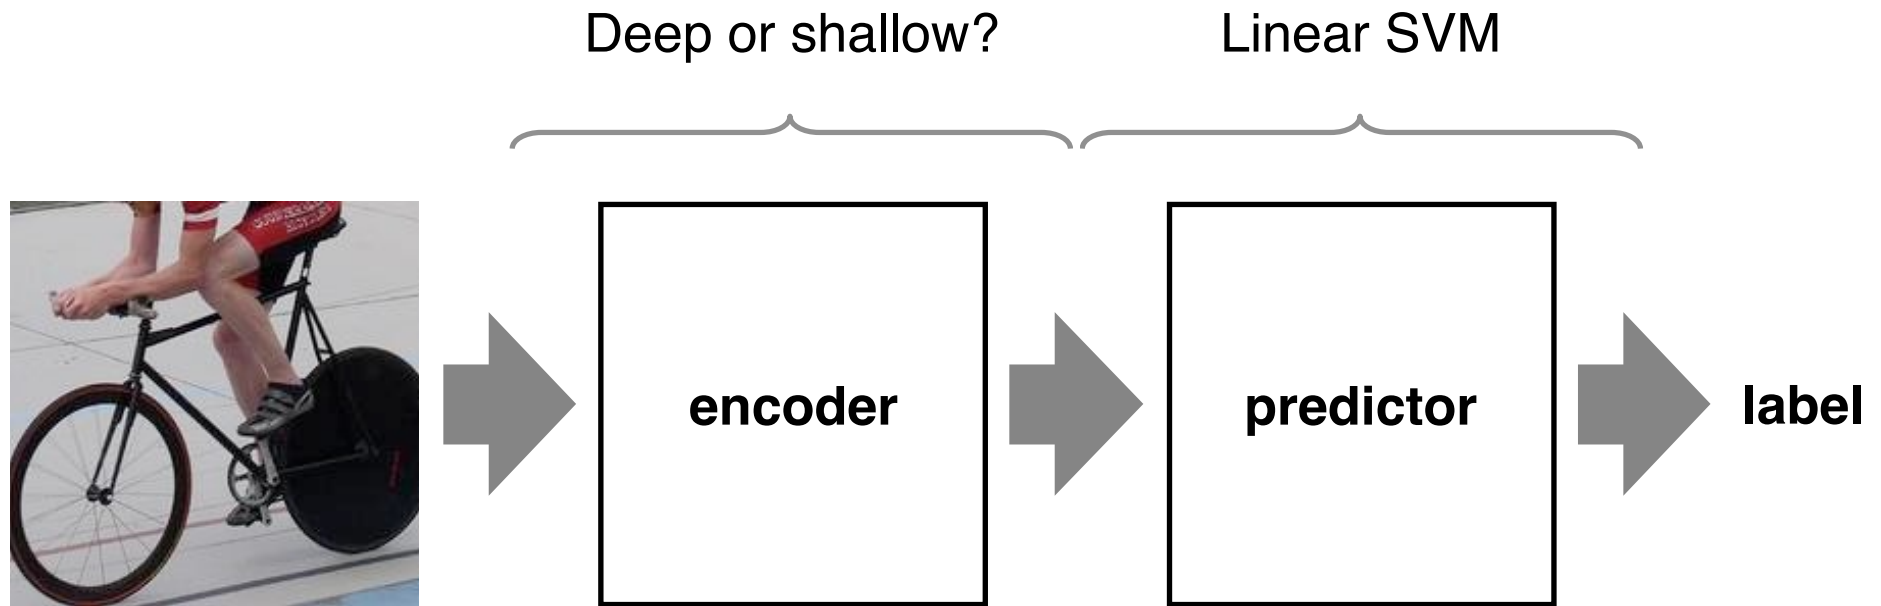 Deep or shallow?
Linear SVM
encoder
predictor
label